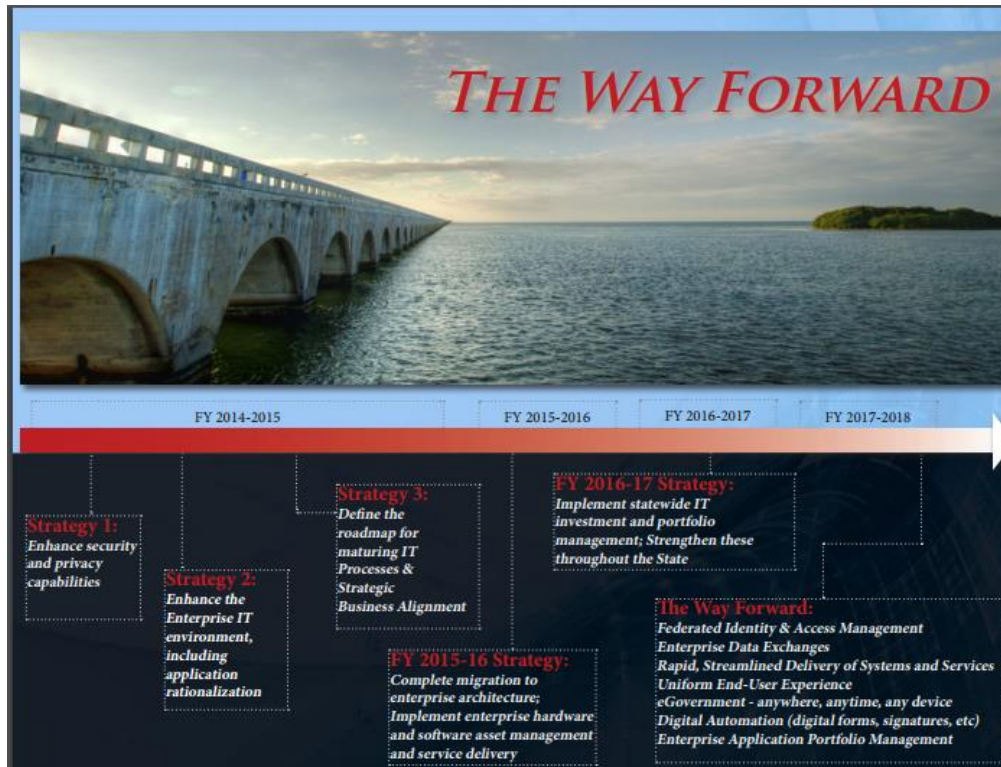 THE WAY FORWARD
FY 2014-2015
FY 2015-2016
FY 2016-2017
FY 2017-2018
Strategy 1:
Enhance security
and privacy
capabilities
Strategy 2:
Enhance the
Enterprise IT
environment,
including
application
rationalization
Strategy 3:
Define the
roadmap for
maturing IT
Processes &
Strategic
Business Alignment
FY 2015-16 Strategy:
Complete migration to
enterprise architecture;
Implement enterprise hardware
and software asset management
and service delivery
FY 2016-17 Strategy:
Implement statewide IT
investment and portfolio
management; Strengthen these
throughout the State
The Way Forward:
Federated Identity & Access Management
Enterprise Data Exchanges
Rapid, Streamlined Delivery of Systems and Services
Uniform End-User Experience
eGovernment - anywhere, anytime, any device
Digital Automation (digital forms, signatures, etc)
Enterprise Application Portfolio Management